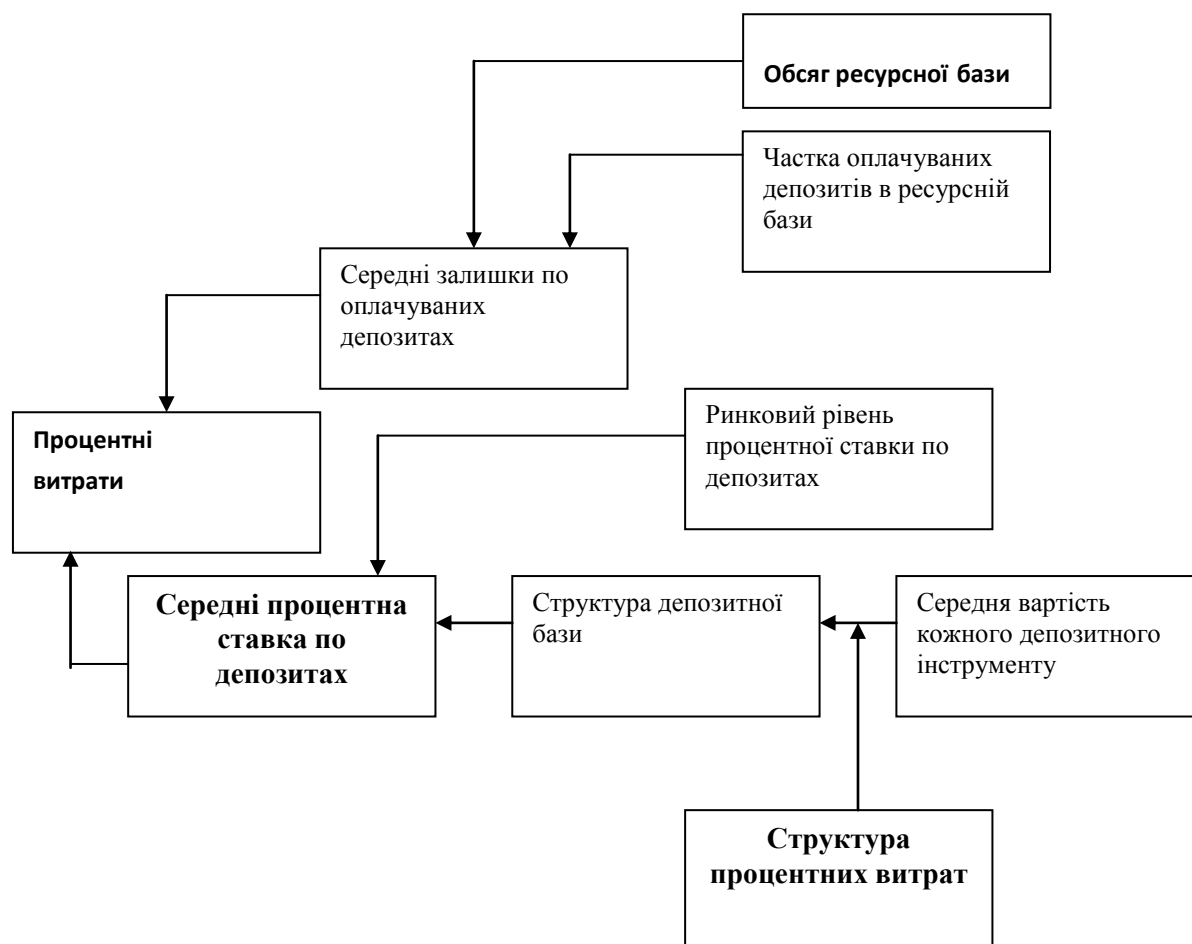 Обсяг ресурсної бази
Частка оплачуваних
депозитів в ресурсній
бази
Середні залишки по
оплачуваних
депозитах
Процентні
витрати
Ринковий рівень
процентної ставки по
депозитах
Середні процентна
ставка по
депозитах
Структура депозитної
бази
Середня вартість
кожного депозитного
інструменту
Структура
процентних витрат